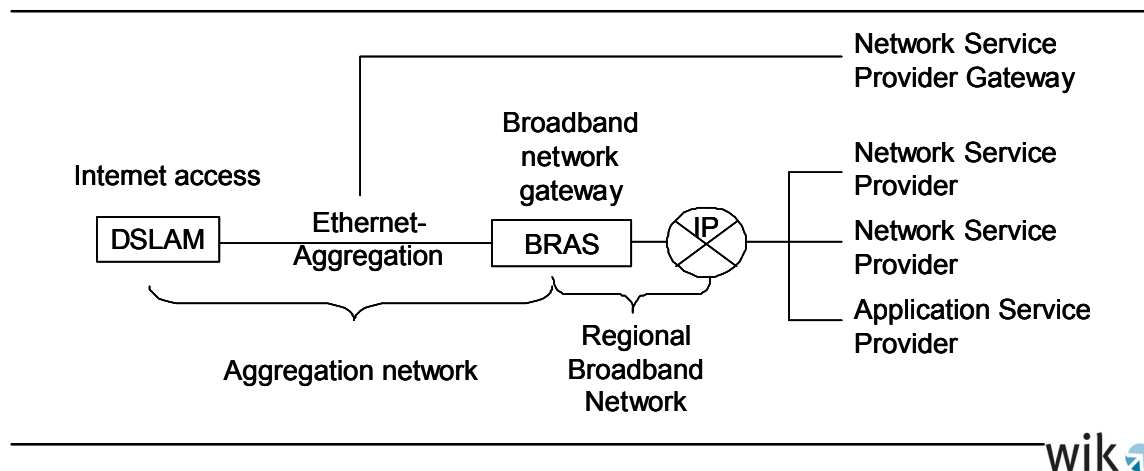 Network Service
Provider Gateway
Broadband
network
gateway
Internet access
Network Service
Provider
DSLAM
Ethernet-
Aggregation
BRAS
IP
Network Service
Provider
Application Service
Provider
Aggregation network
Regional
Broadband
Network
wik